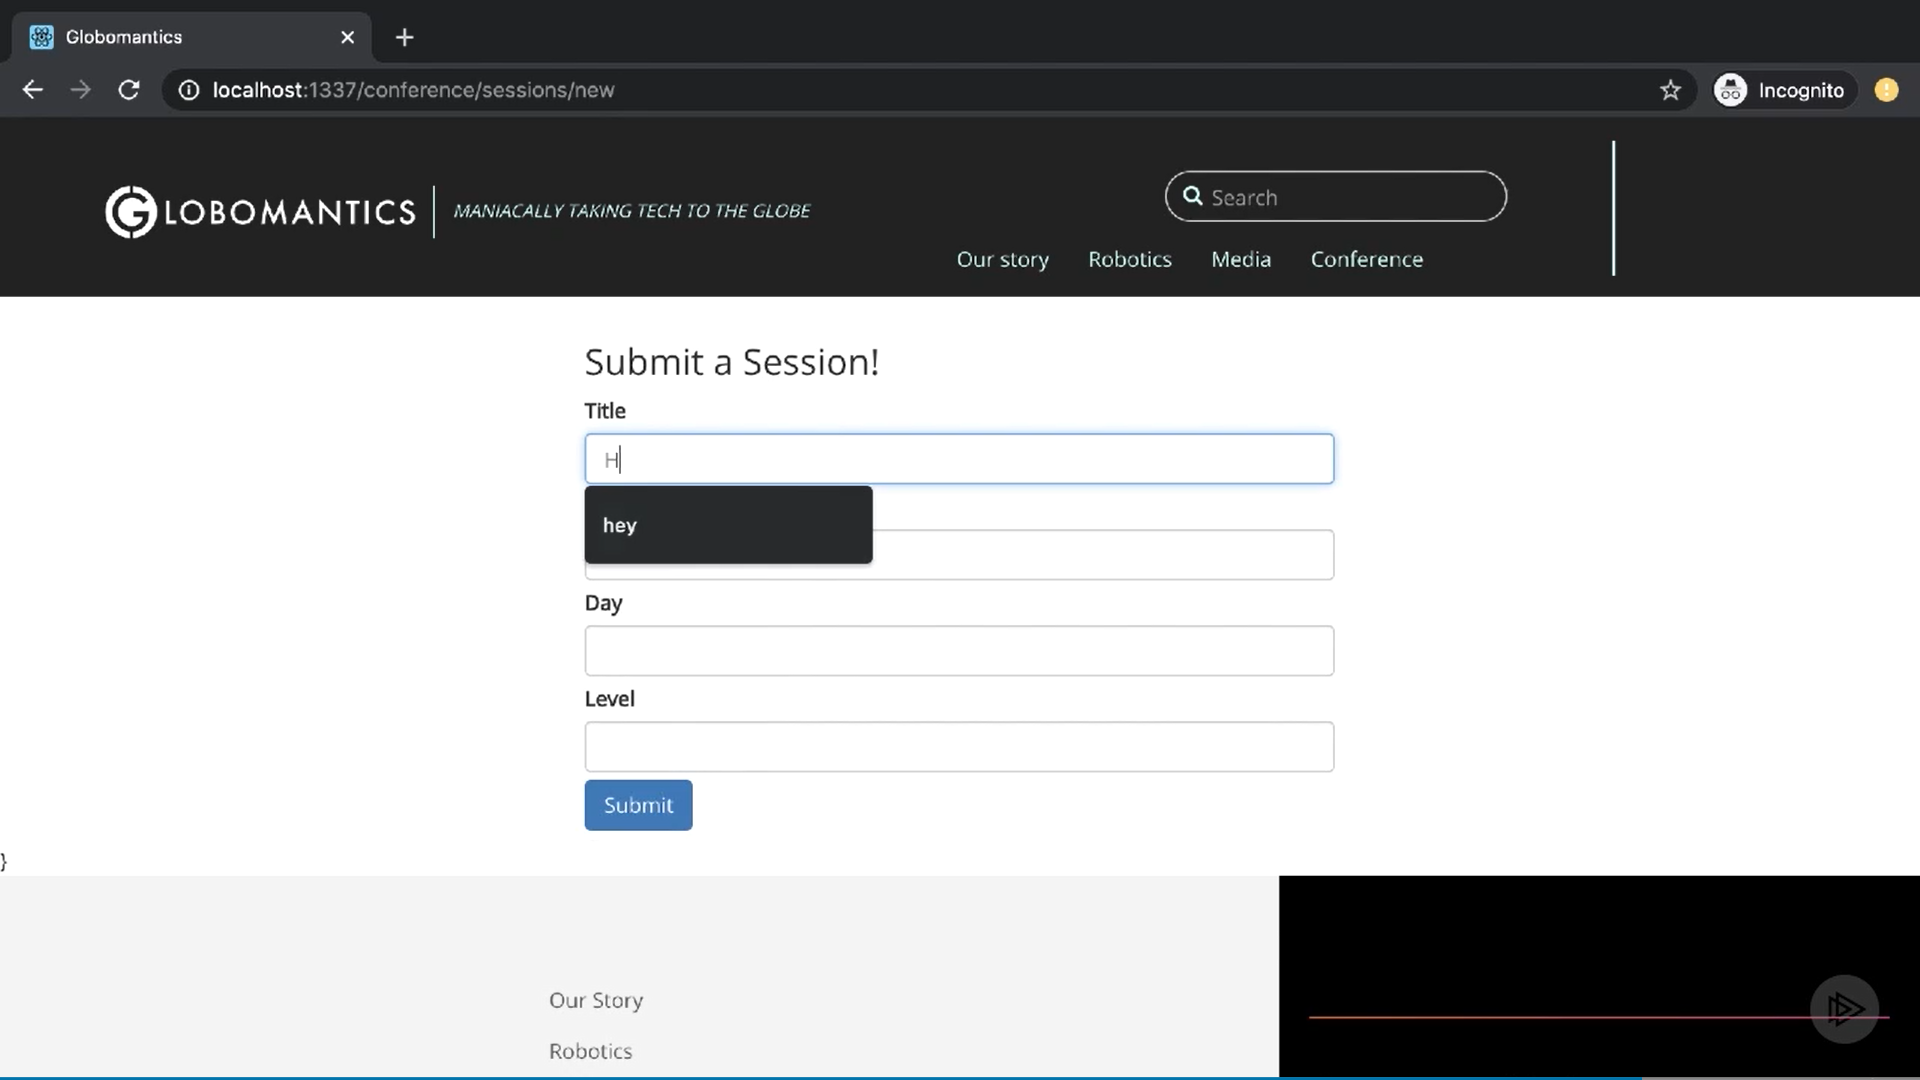 Globomantics
localhost:1337/conference/sessions/new
Incognito
GLOBOMANTICS
MANIACALLY TAKING TECH TO THE GLOBE
Search
Our story Robotics Media Conference
Submit a Session!
Title
H
hey
Day
Level
Submit
}
Our Story
Robotics